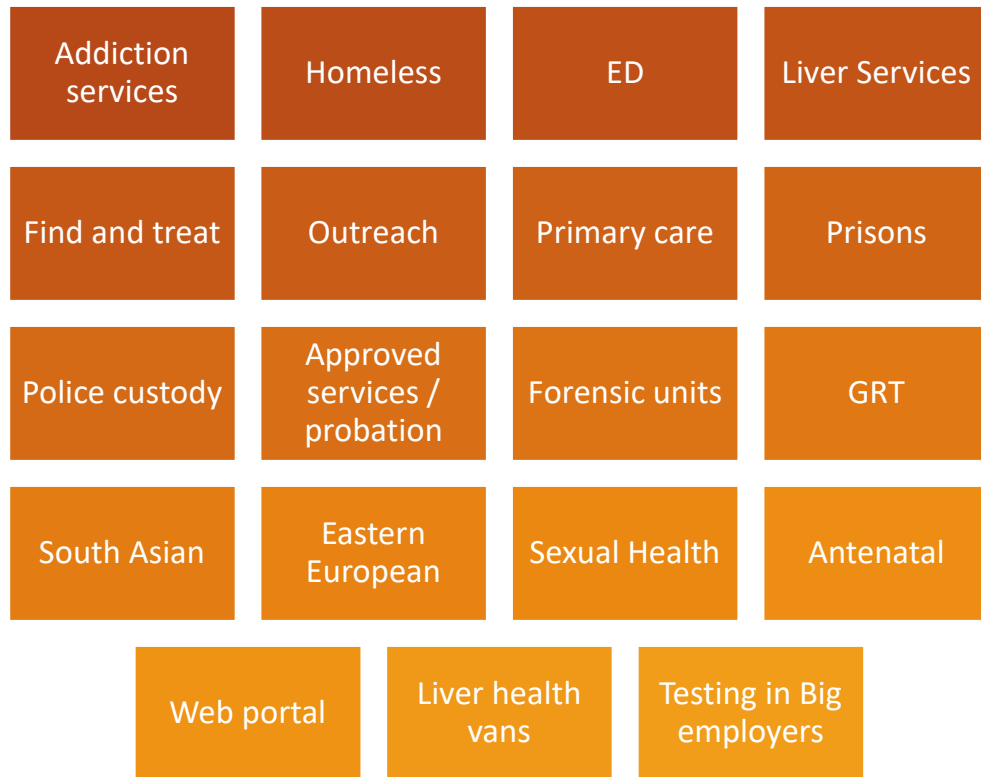 Addiction
services
Homeless
ED
Liver Services
Find and treat
Outreach
Primary care
Prisons
Police custody
Approved
services /
probation
Forensic units
GRT
South Asian
Eastern
European
Sexual Health
Antenatal
Web portal
Liver health
vans
Testing in Big
employers